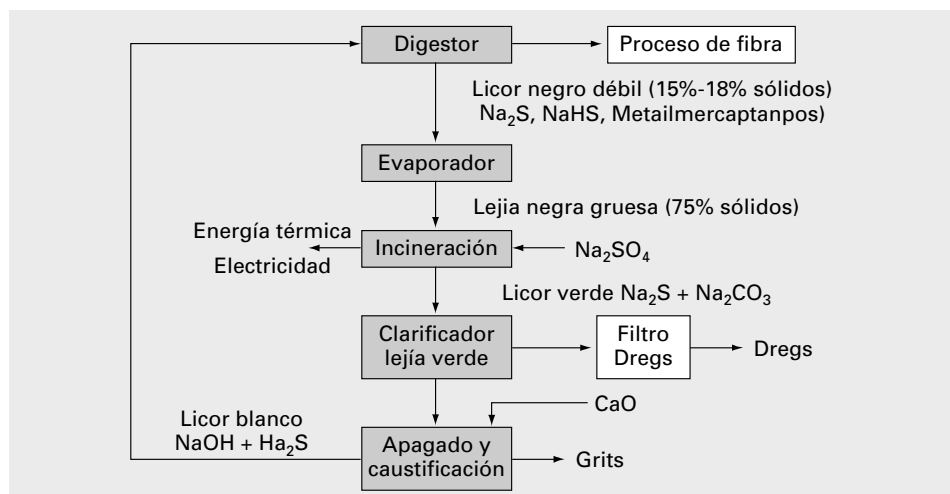 Digestor
Proceso de fibra
Licor negro débil (15%-18% sólidos)
Na₂S, NaHS, Metailmercaptanpos)
Evaporador
Lejia negra gruesa (75% sólidos)
Energía térmica
Electricidad
Incineración
Na₂SO₄
Licor verde Na₂S + Na₂CO₃
Clarificador
lejía verde
Filtro
Dregs
Dregs
CaO
Licor blanco
NaOH + Ha₂S
Apagado y
caustificación
Grits